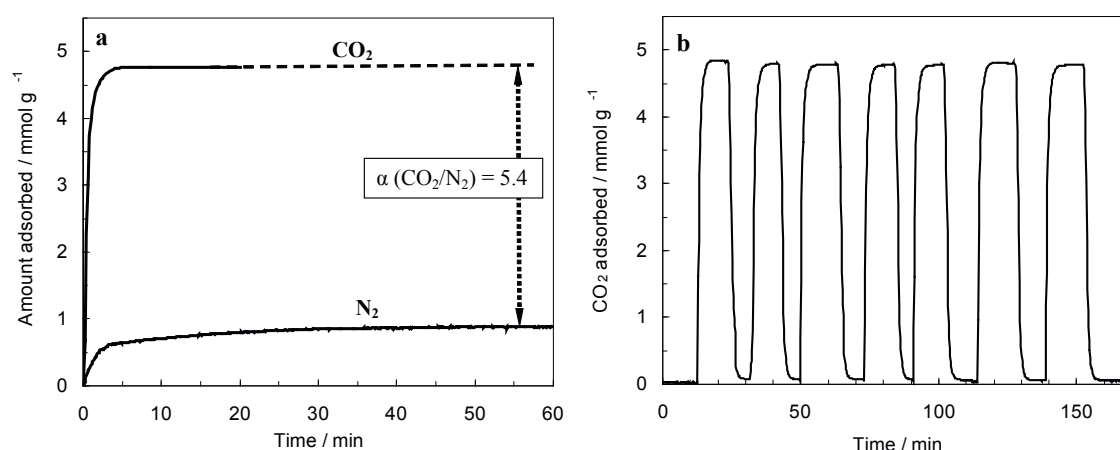 a
CO₂
α (CO₂/N₂) = 5.4
N₂
Amount adsorbed / mmol g⁻¹
5
4
3
2
1
0
0 10 20 30 40 50 60
Time / min
b
CO₂ adsorbed / mmol g⁻¹
5
4
3
2
1
0
0 50 100 150
Time / min